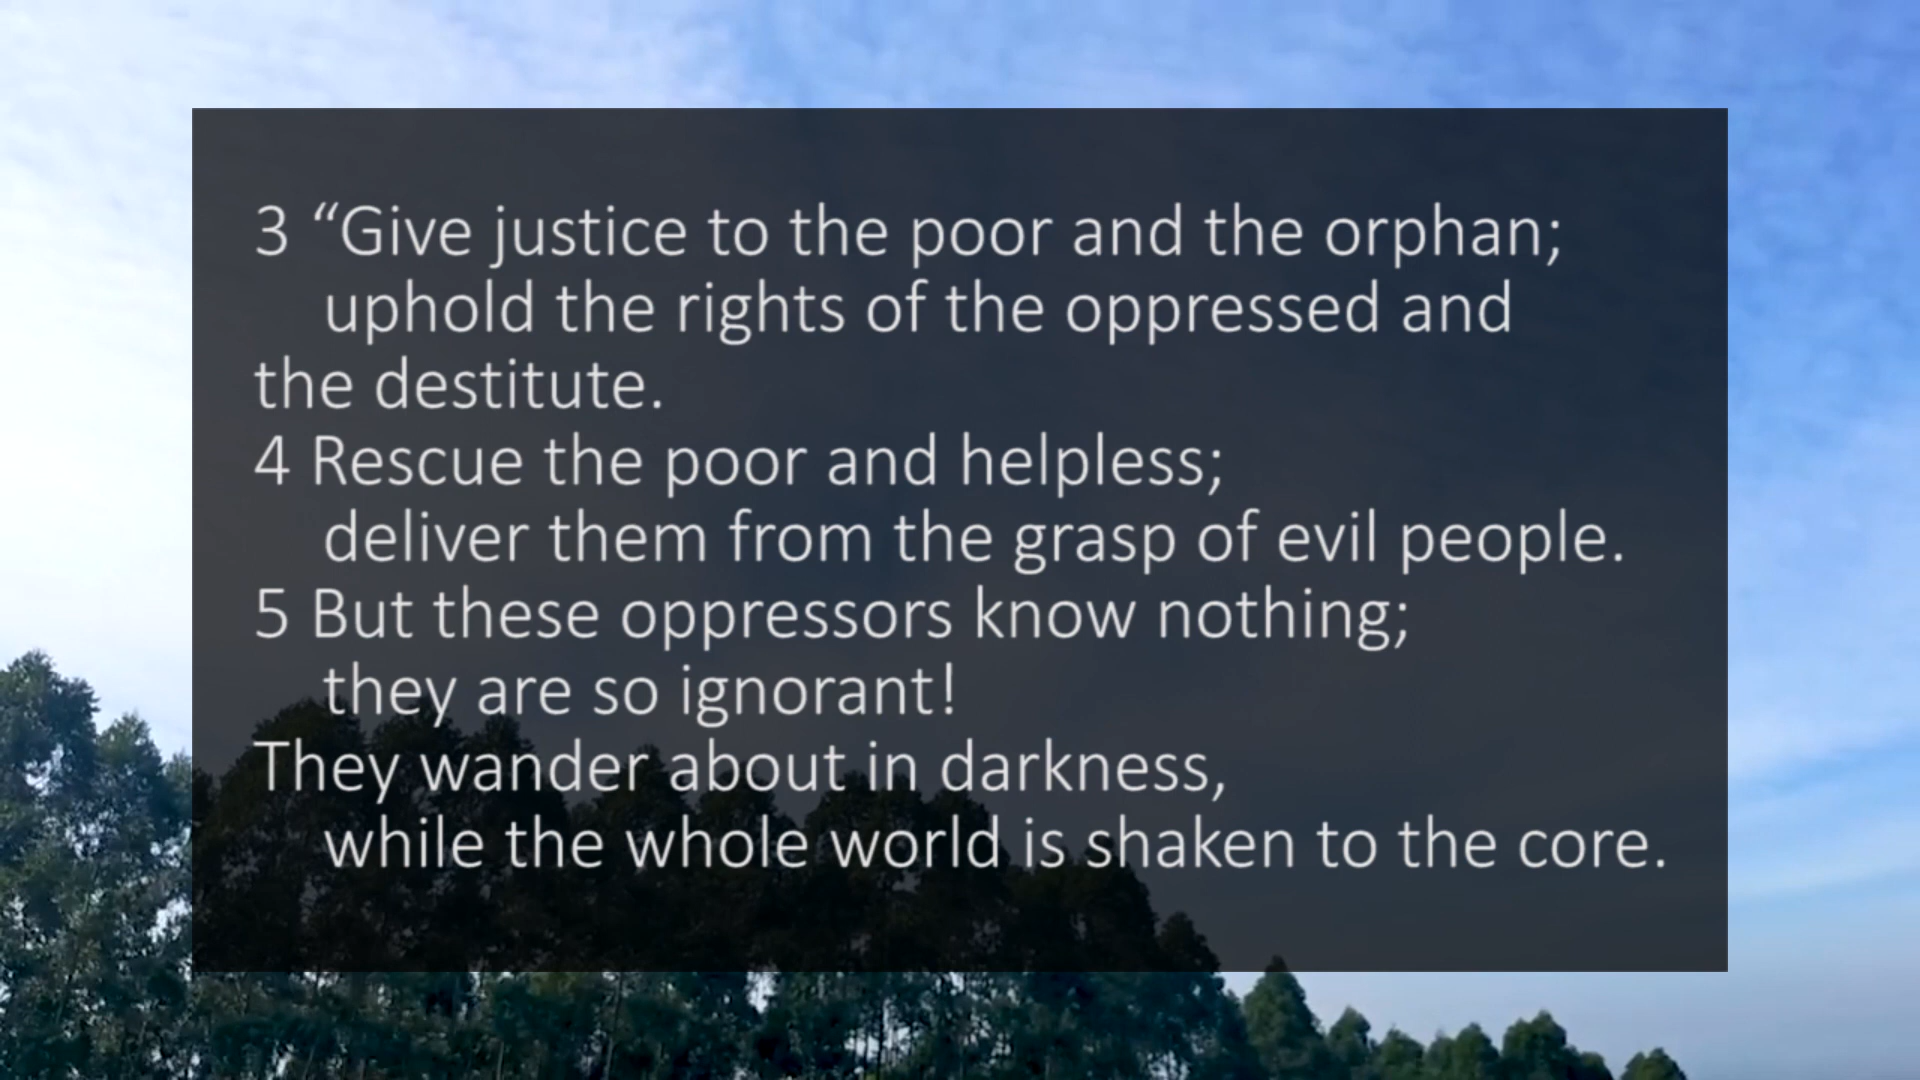 3 “Give justice to the poor and the orphan;
uphold the rights of the oppressed and
the destitute.
4 Rescue the poor and helpless;
deliver them from the grasp of evil people.
5 But these oppressors know nothing;
they are so ignorant!
They wander about in darkness,
while the whole world is shaken to the core.